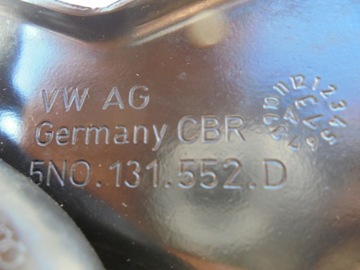 VW AG
Germany CBR
5N0.131.552.D